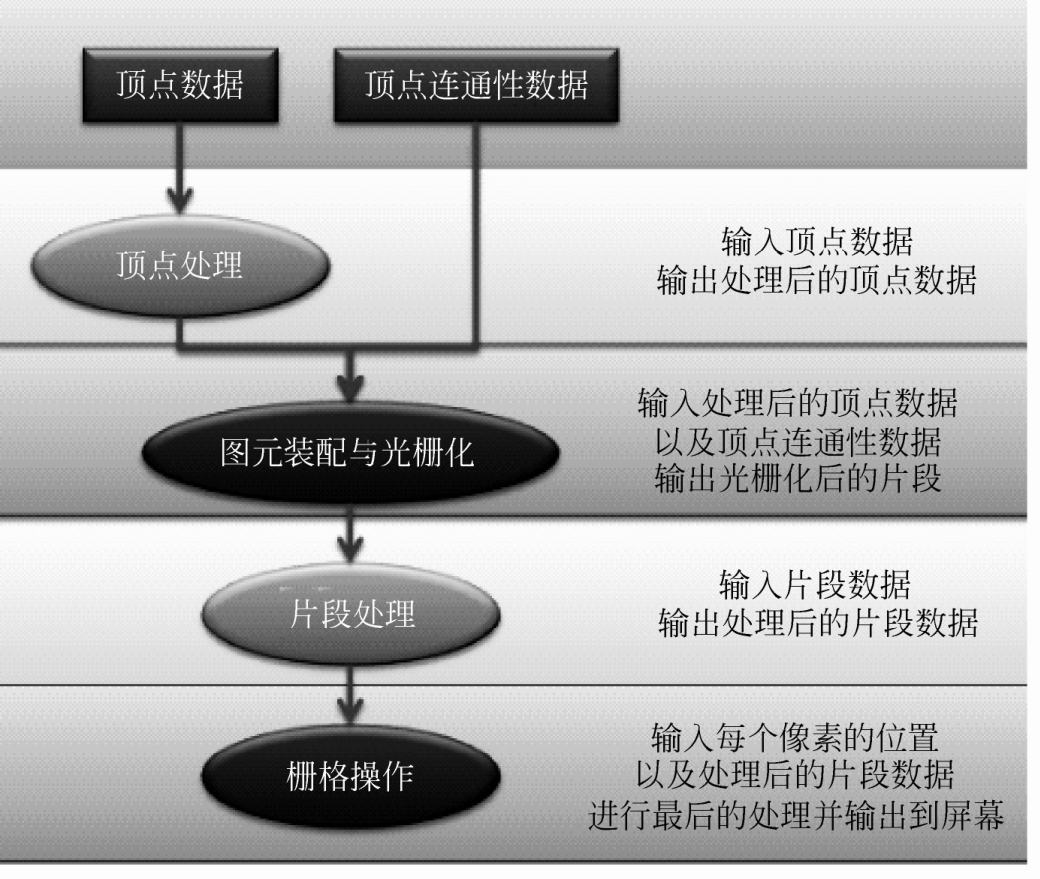 顶点数据
顶点连通性数据
顶点处理
输入顶点数据
输出处理后的顶点数据
图元装配与光栅化
输入处理后的顶点数据
以及顶点连通性数据
输出光栅化后的片段
片段处理
输入片段数据
输出处理后的片段数据
栅格操作
输入每个像素的位置
以及处理后的片段数据
进行最后的处理并输出到屏幕